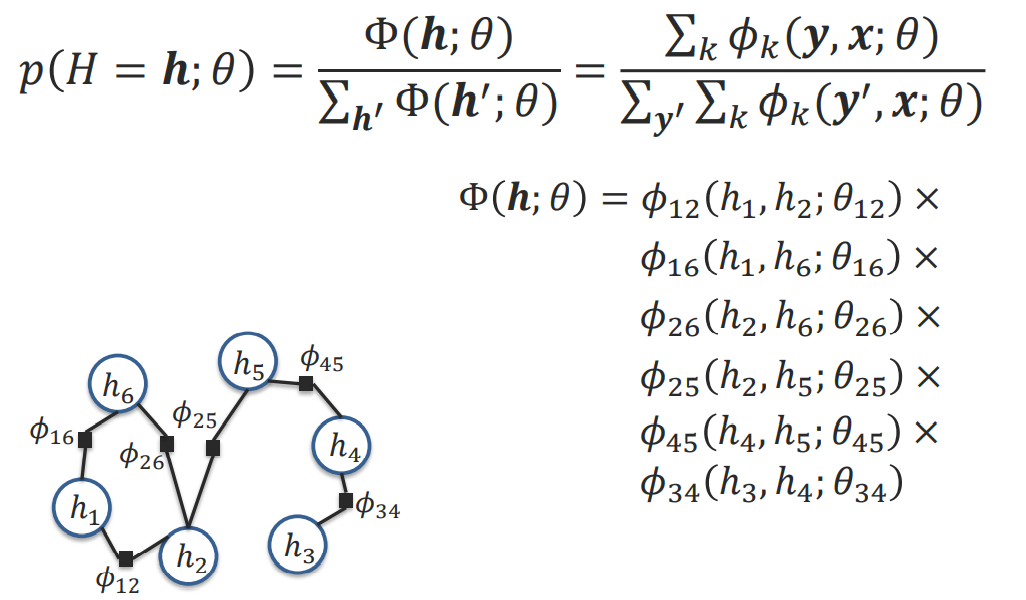 p(H = h; θ) = Φ(h; θ) / ∑h′ Φ(h′; θ) = ∑k ϕk(y, x; θ) / ∑y′ ∑k ϕk(y′, x; θ)
Φ(h; θ) = ϕ12(h1, h2; θ12) ×
ϕ16(h1, h6; θ16) ×
ϕ26(h2, h6; θ26) ×
ϕ25(h2, h5; θ25) ×
ϕ45(h4, h5; θ45) ×
ϕ34(h3, h4; θ34)
h5
ϕ45
h6
ϕ25
ϕ16
ϕ26
h4
h1
ϕ34
h2
h3
ϕ12